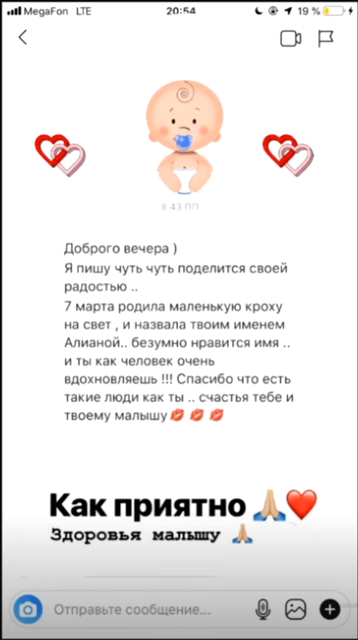 MegaFon LTE 20:54 19 %
8 43 ПП
Доброго вечера )
Я пишу чуть чуть поделится своей
радостью ..
7 марта родила маленькую кроху
на свет , и назвала твоим именем
Алианой.. безумно нравится имя ..
и ты как человек очень
вдохновляешь !!! Спасибо что есть
такие люди как ты .. счастья тебе и
твоему малышу💋 💋 💋
Как приятно 🙏🏼❤️
Здоровья малышу 🙏🏼
Отправьте сообщение...